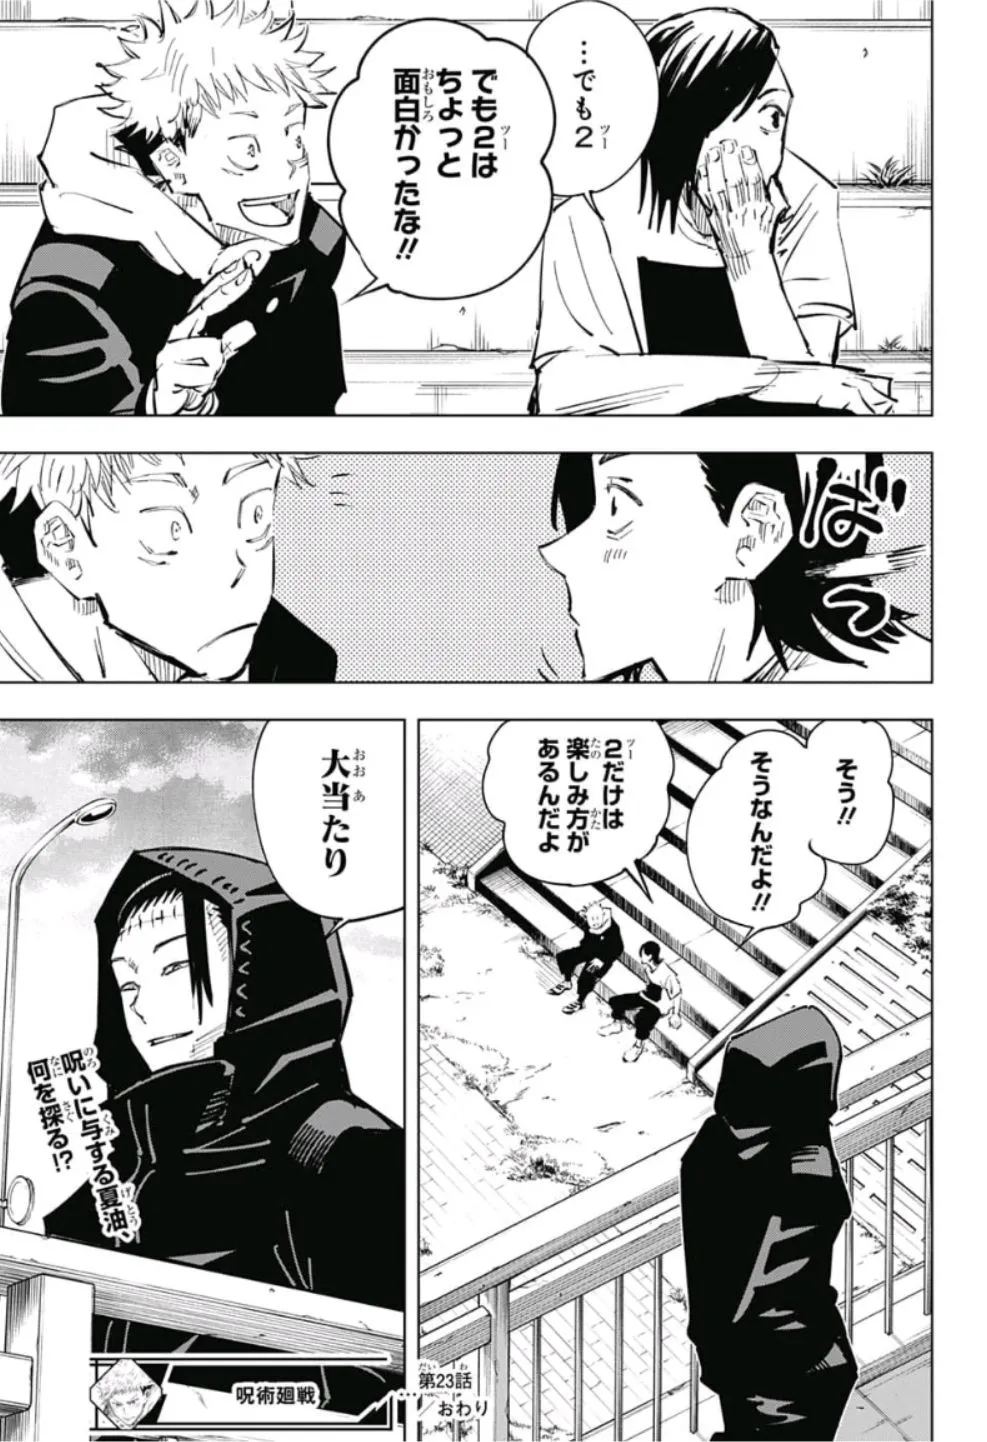 …でも2
でも2は
ちょっと
面白かったな!!
ばっ
そう!!
そうなんだよ!!
2だけは
楽しみ方が
あるんだよ
大当たり
呪いに与する夏油、
何を探る!?
呪術廻戦
第23話
……おわり